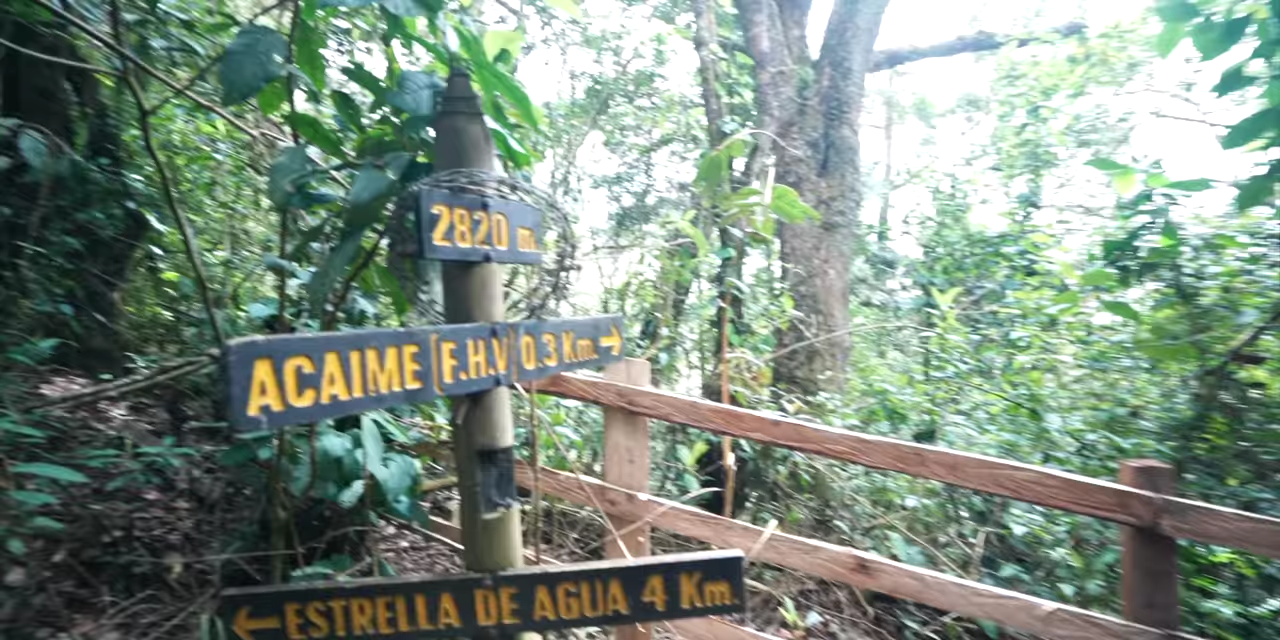 2820 m.
ACAIME (F.H.V) 0.3 Km. →
← ESTRELLA DE AGUA 4 Km.